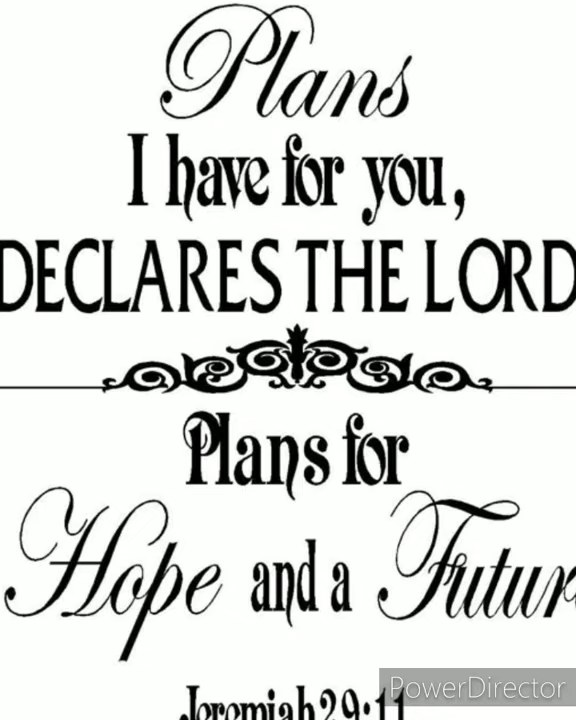 Plans
I have for you,
DECLARES THE LORD
Plans for
Hope and a Futur
Jeremiah 29:11
PowerDirector